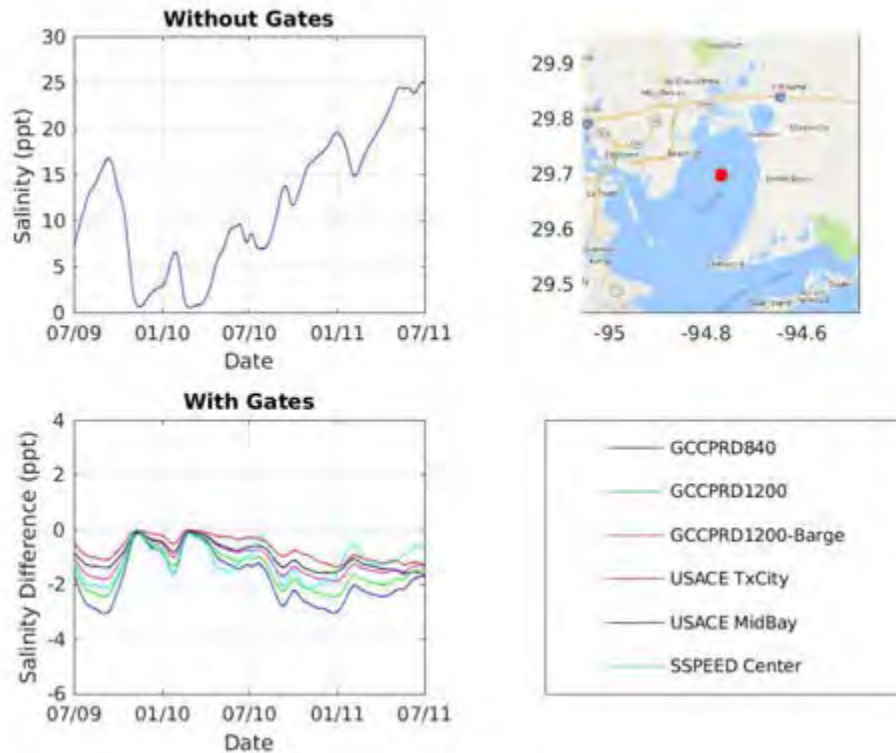 Without Gates
30
25
20
15
10
5
0
Salinity (ppt)
07/09 01/10 07/10 01/11 07/11
Date
29.9
29.8
29.7
29.6
29.5
-95 -94.8 -94.6
With Gates
4
2
0
-2
-4
-6
Salinity Difference (ppt)
07/09 01/10 07/10 01/11 07/11
Date
GCCPRD840
GCCPRD1200
GCCPRD1200-Barge
USACE TxCity
USACE MidBay
SSPEED Center